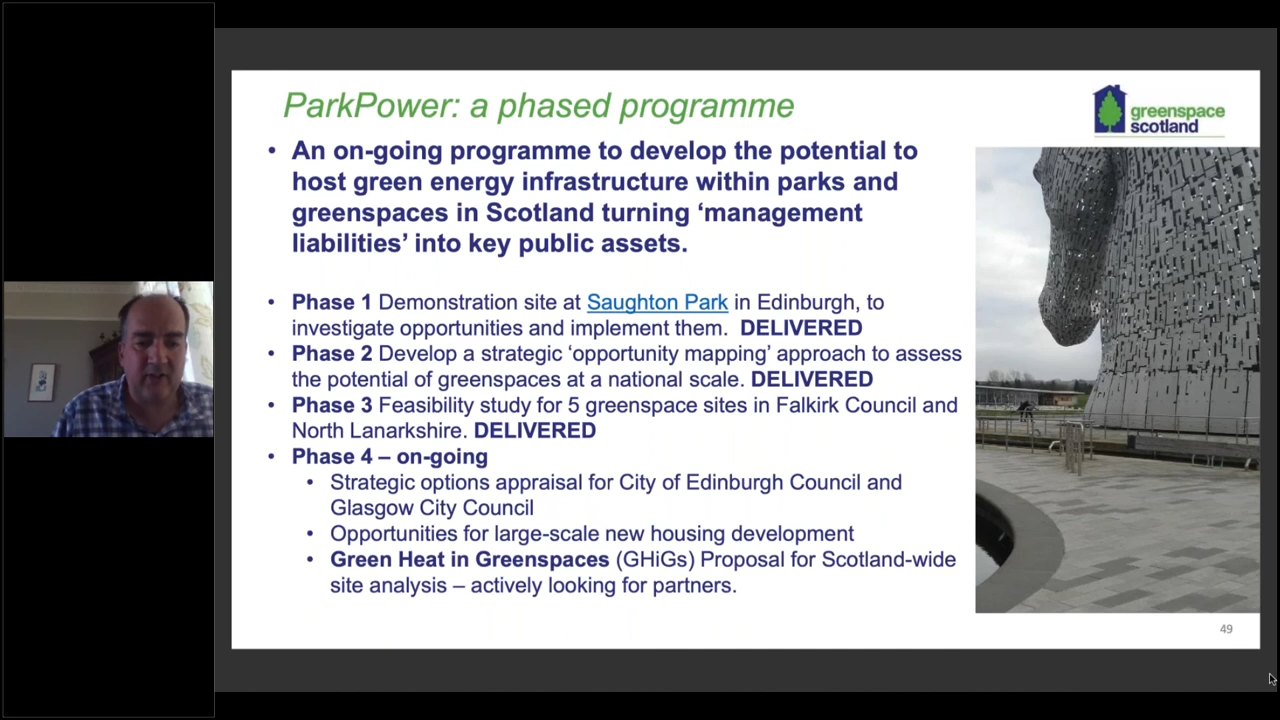 ParkPower: a phased programme
greenspace
scotland
• An on-going programme to develop the potential to
host green energy infrastructure within parks and
greenspaces in Scotland turning ‘management
liabilities’ into key public assets.
• Phase 1 Demonstration site at Saughton Park in Edinburgh, to
investigate opportunities and implement them. DELIVERED
• Phase 2 Develop a strategic ‘opportunity mapping’ approach to assess
the potential of greenspaces at a national scale. DELIVERED
• Phase 3 Feasibility study for 5 greenspace sites in Falkirk Council and
North Lanarkshire. DELIVERED
• Phase 4 – on-going
• Strategic options appraisal for City of Edinburgh Council and
Glasgow City Council
• Opportunities for large-scale new housing development
• Green Heat in Greenspaces (GHiGs) Proposal for Scotland-wide
site analysis – actively looking for partners.
49